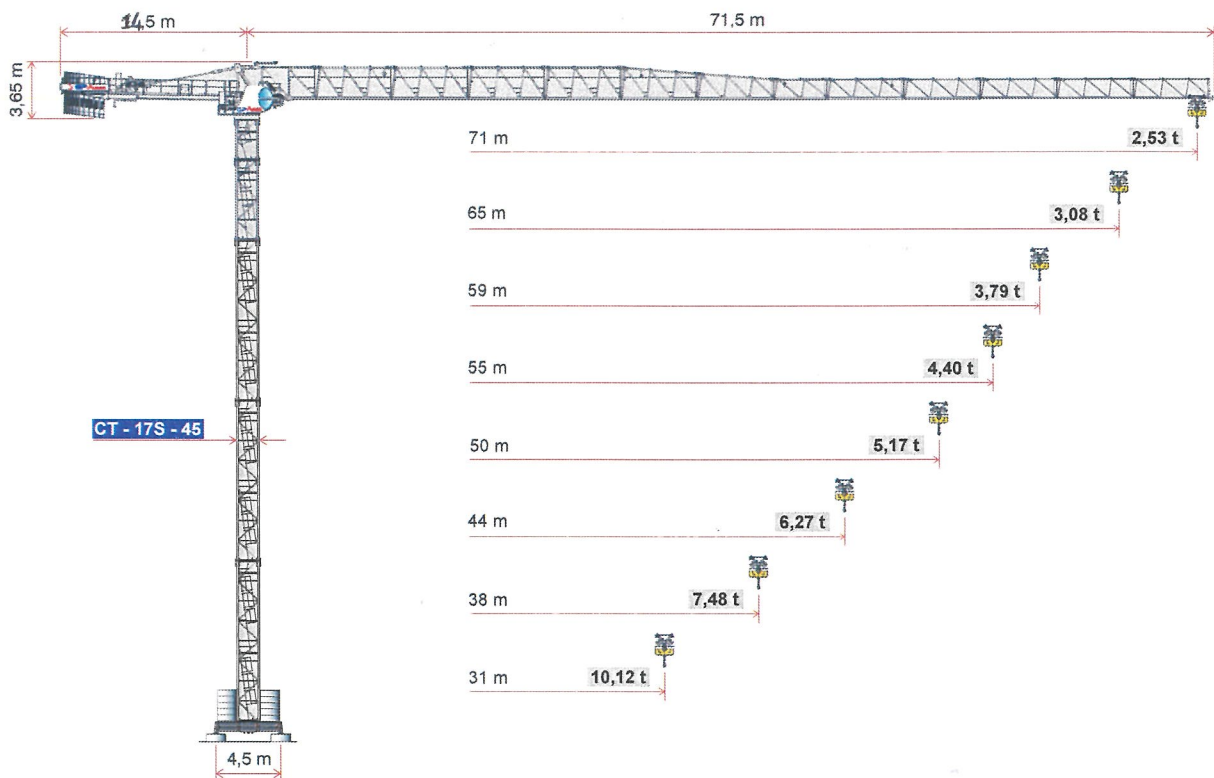 14,5 m
71,5 m
3,65 m
71 m
2,53 t
65 m
3,08 t
59 m
3,79 t
55 m
4,40 t
CT - 17S - 45
50 m
5,17 t
44 m
6,27 t
38 m
7,48 t
31 m
10,12 t
4,5 m